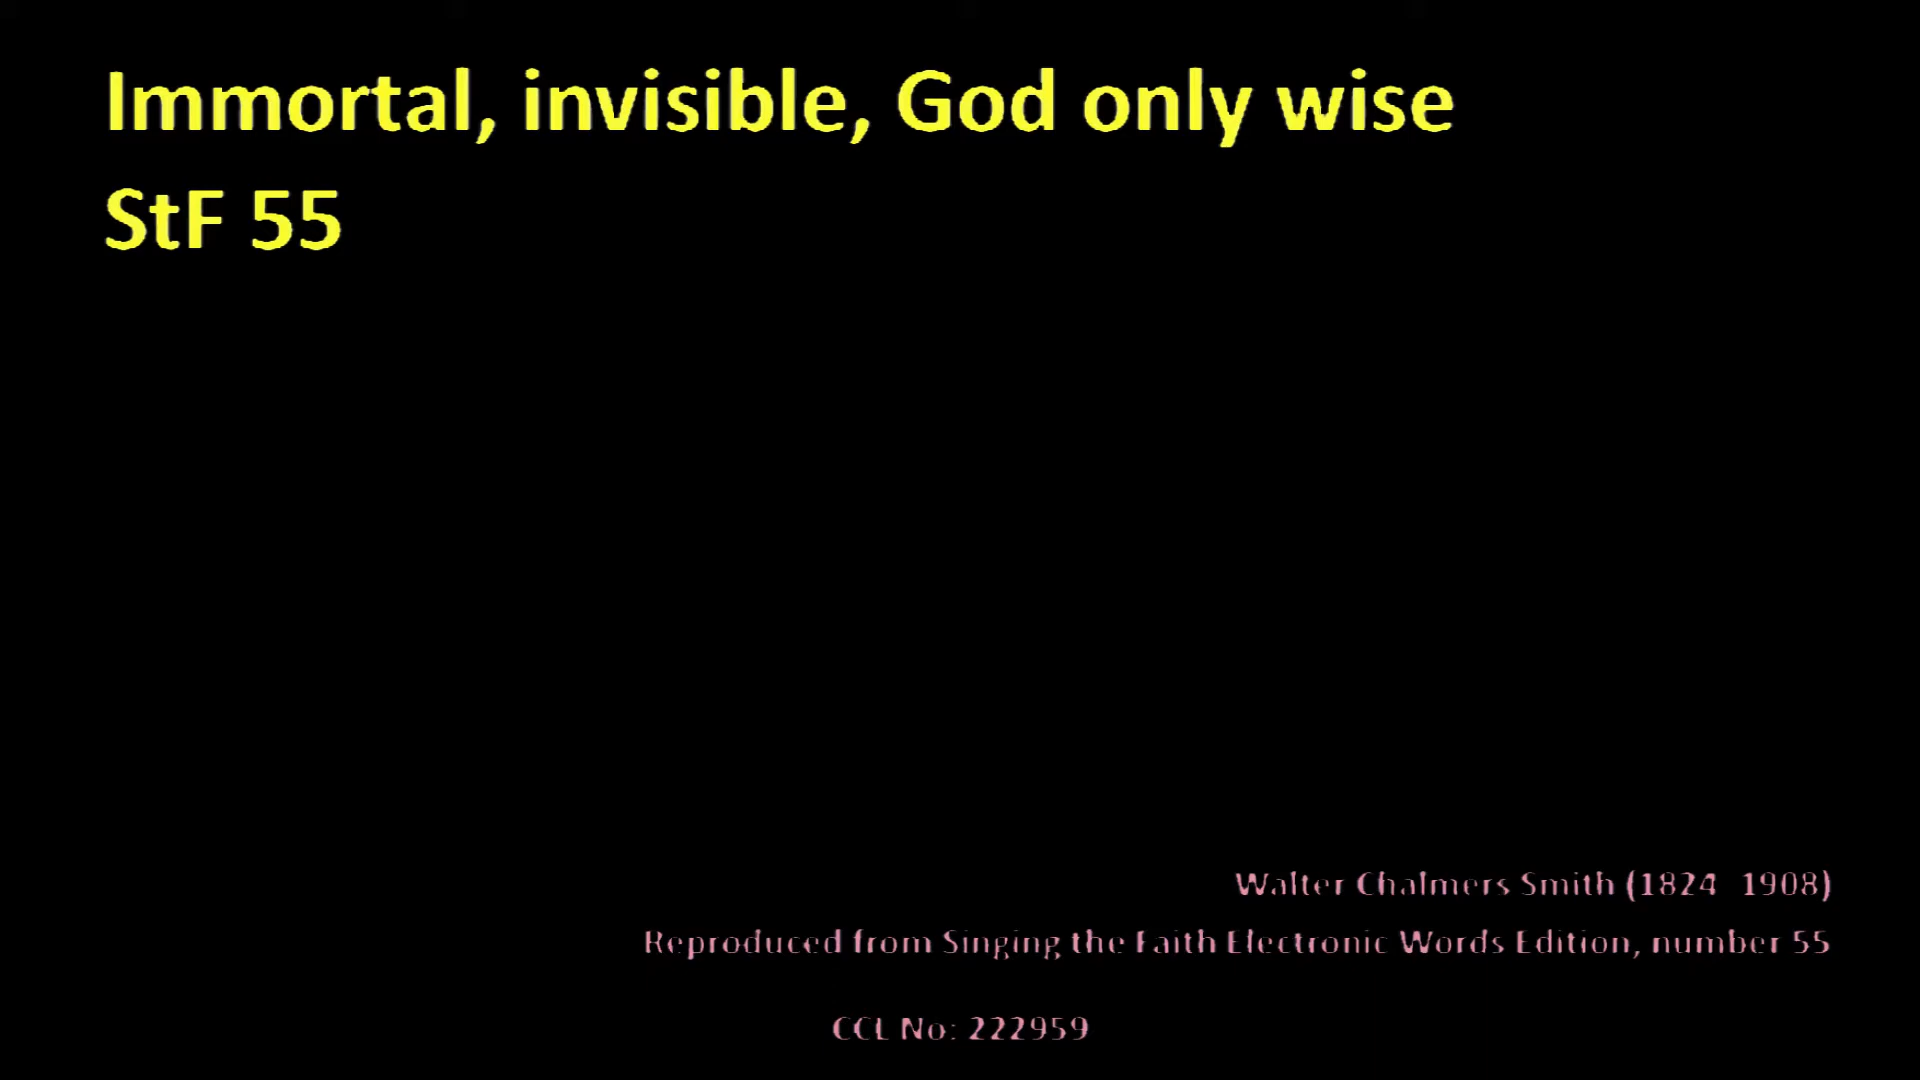 Immortal, invisible, God only wise
StF 55
Walter Chalmers Smith (1824 1908)
Reproduced from Singing the Faith Electronic Words Edition, number 55
CCL No: 222959